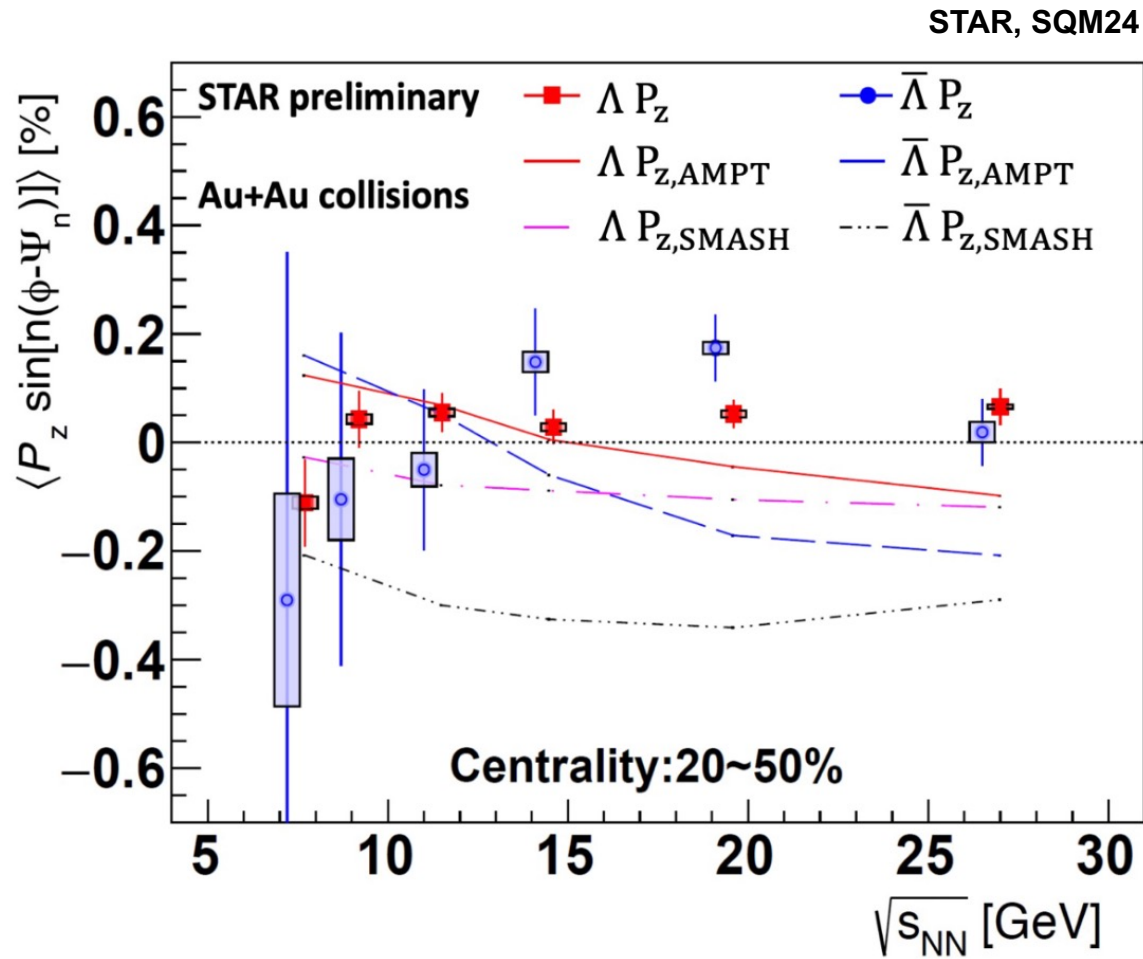 STAR, SQM24
STAR preliminary
Au+Au collisions
Λ P_z
Λ̅ P_z
Λ P_z,AMPT
Λ̅ P_z,AMPT
Λ P_z,SMASH
Λ̅ P_z,SMASH
⟨P_z sin[n(ϕ-Ψ_n)]⟩ [%]
0.6
0.4
0.2
0
−0.2
−0.4
−0.6
Centrality:20~50%
5 10 15 20 25 30
√s_NN [GeV]